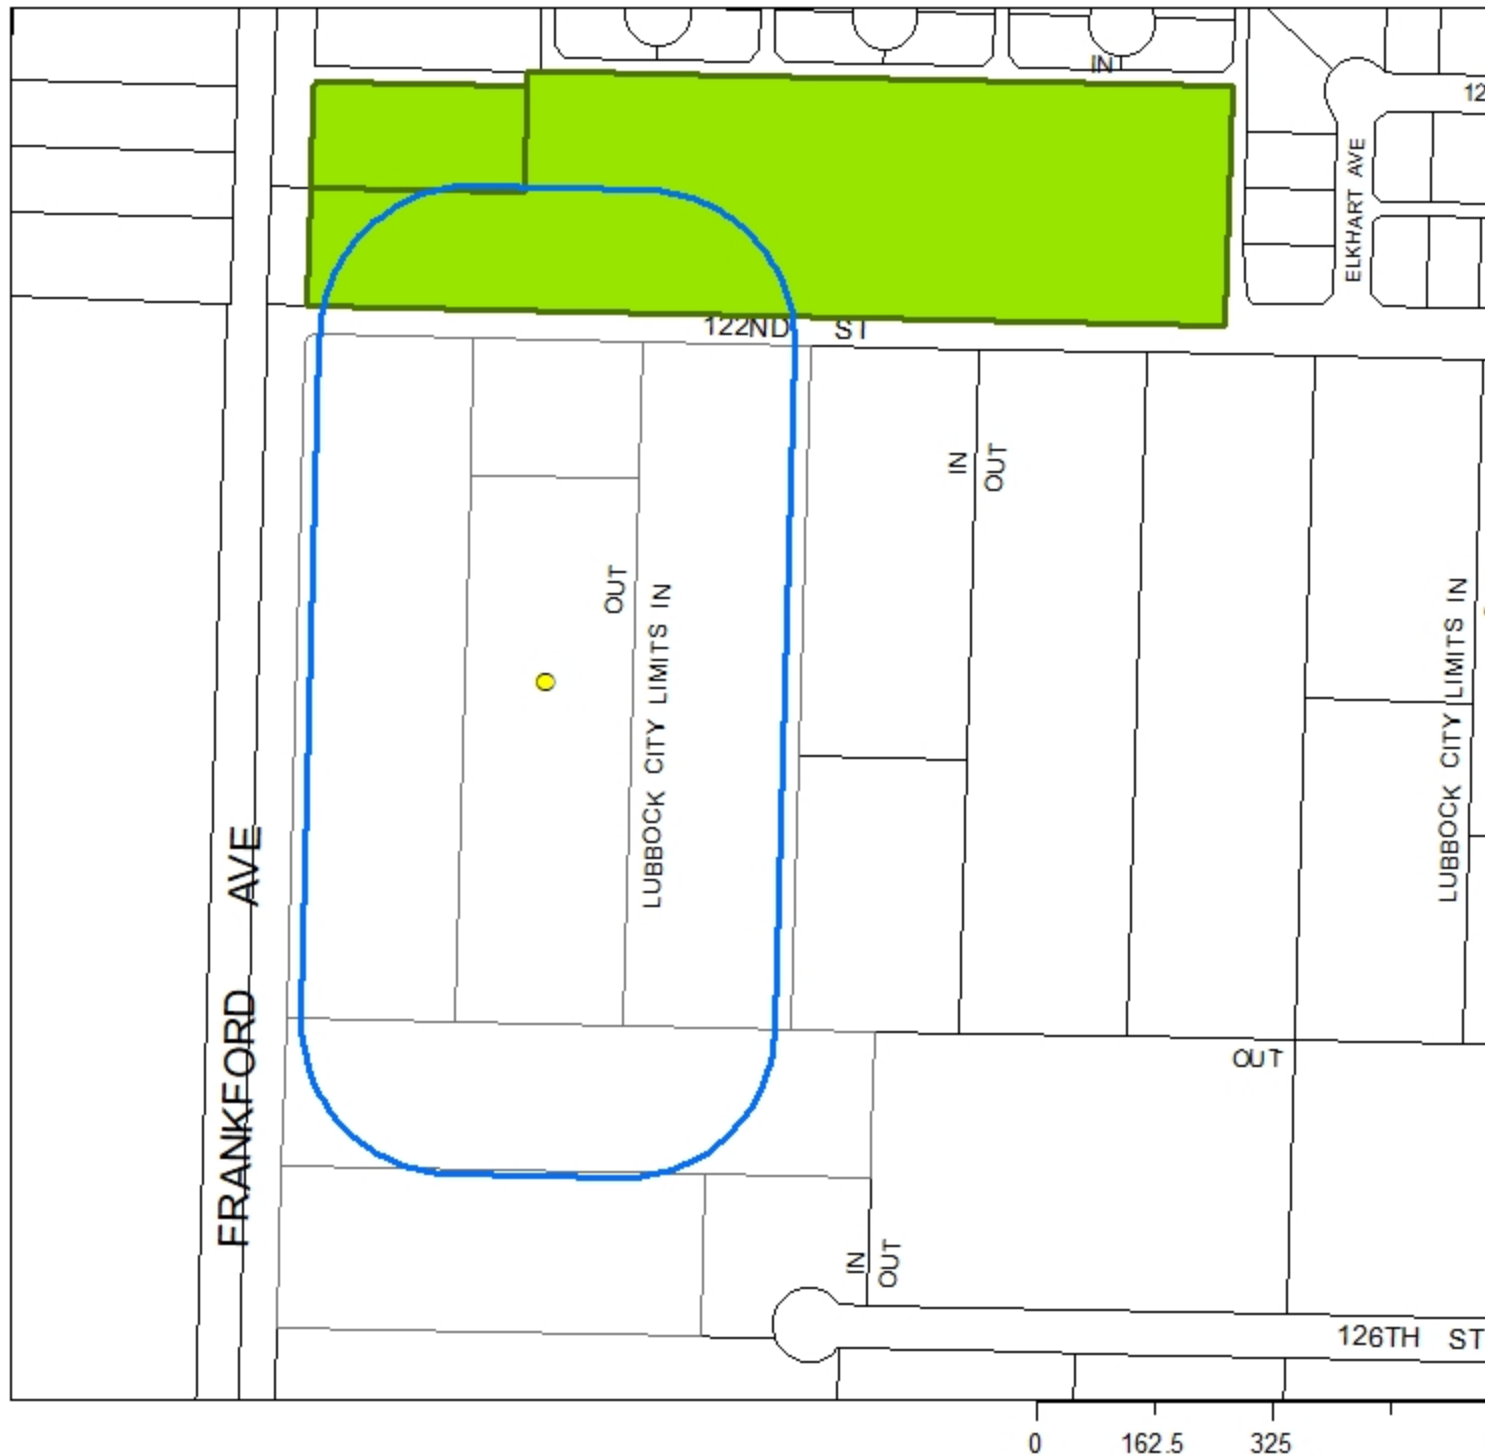 IN
12
ELKHART AVE
122ND ST
IN
OUT
OUT
LUBBOCK CITY LIMITS IN
LUBBOCK CITY LIMITS IN
FRANKFORD AVE
OUT
IN
OUT
126TH ST
0 162.5 325